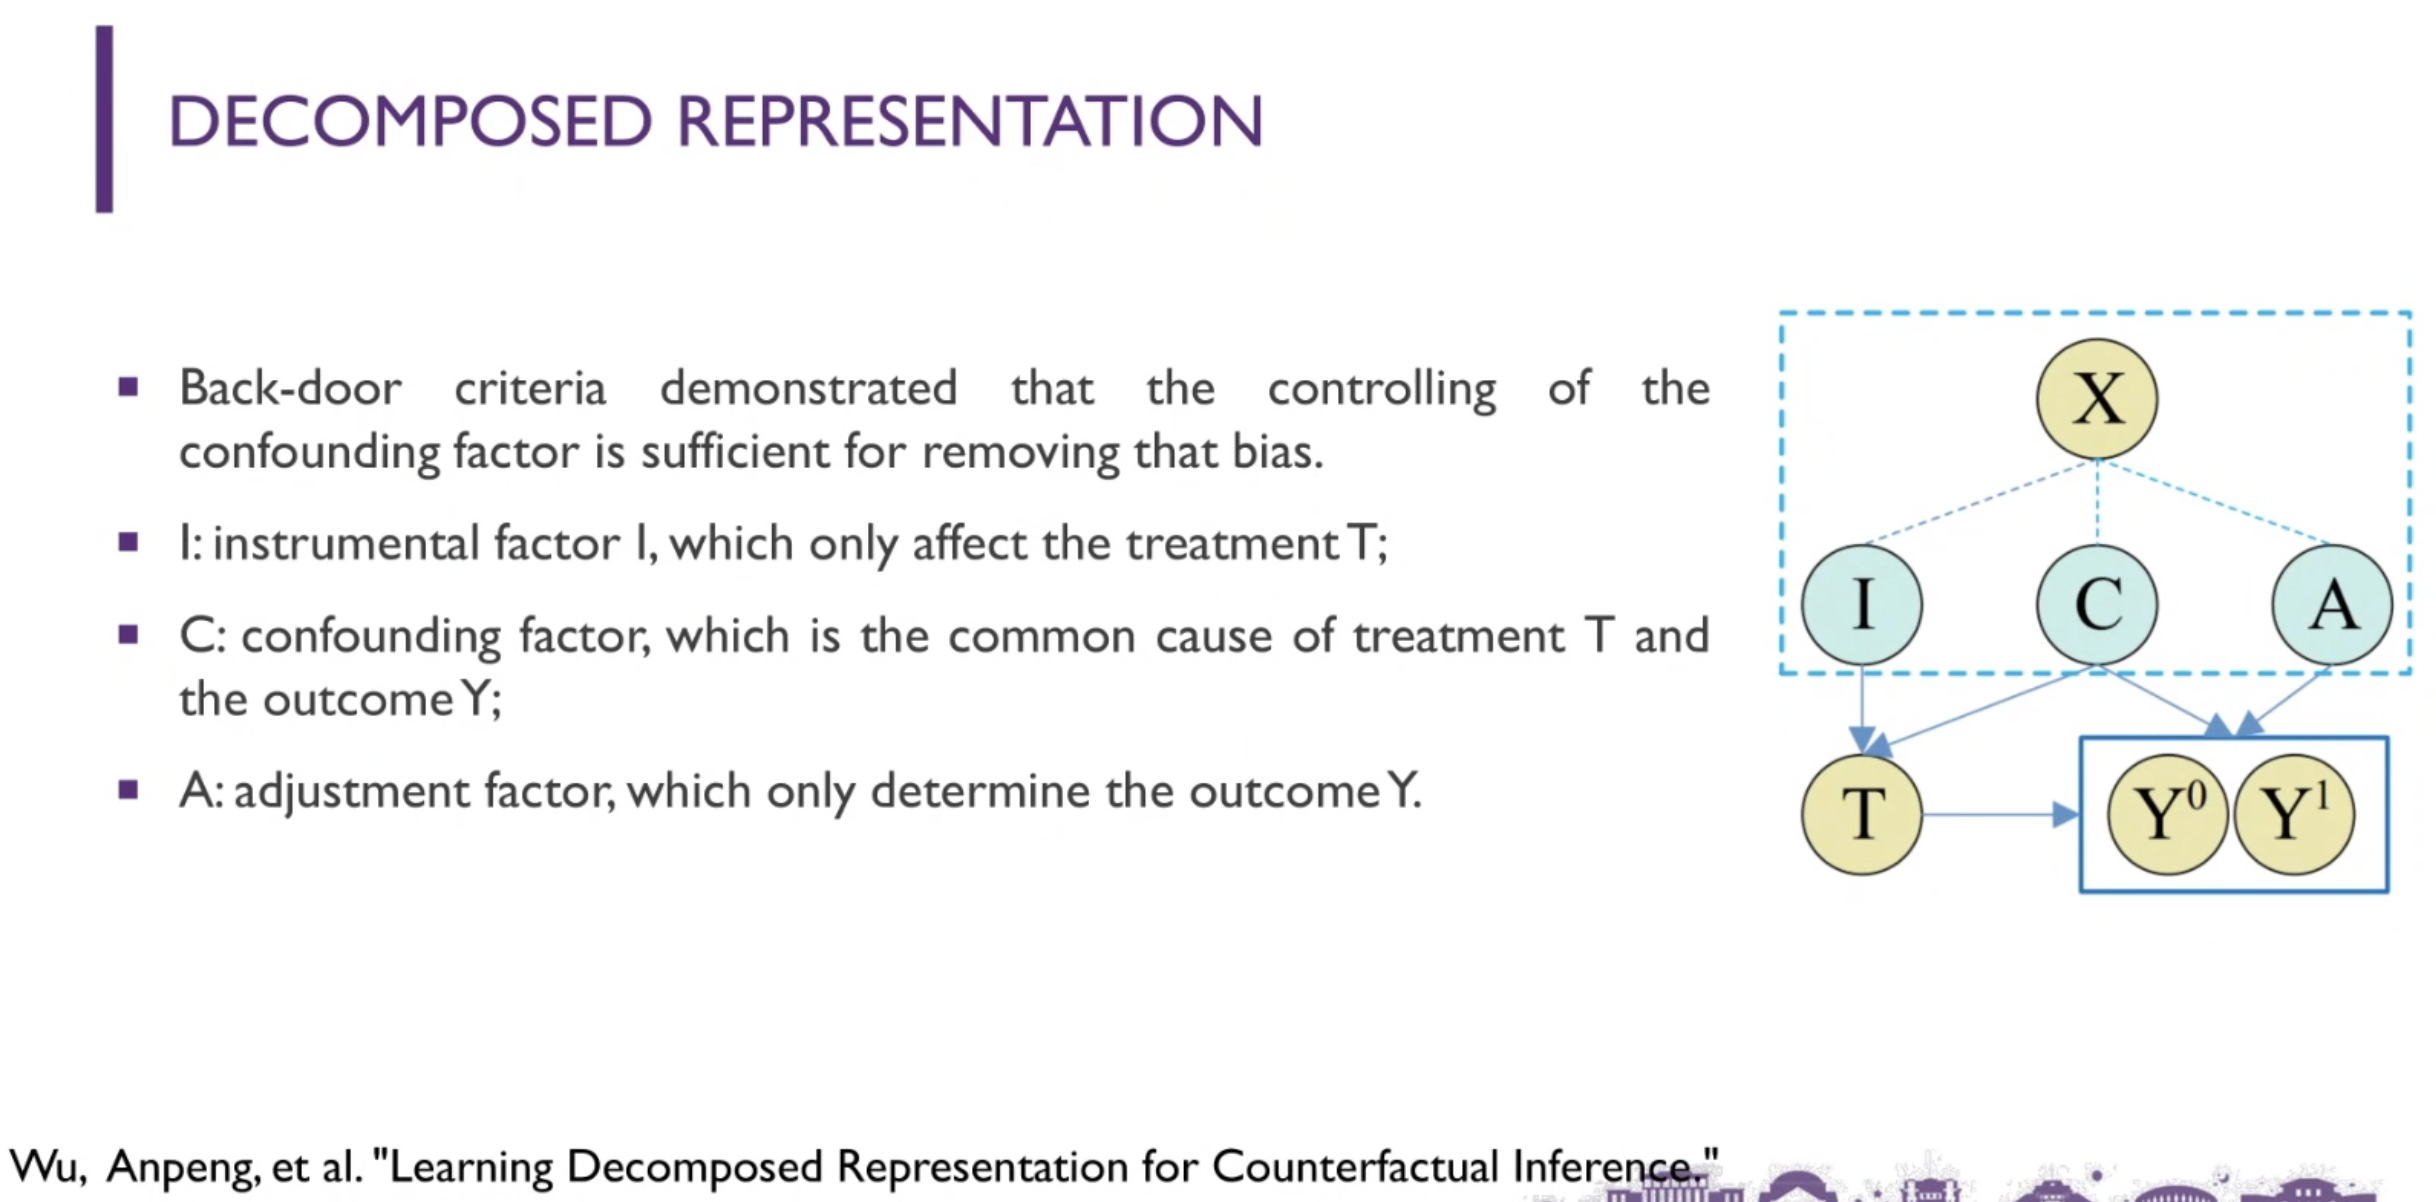 DECOMPOSED REPRESENTATION
Back-door criteria demonstrated that the controlling of the
confounding factor is sufficient for removing that bias.
I: instrumental factor I, which only affect the treatment T;
C: confounding factor, which is the common cause of treatment T and
the outcome Y;
A: adjustment factor, which only determine the outcome Y.
X
I C A
T Y⁰ Y¹
Wu, Anpeng, et al. "Learning Decomposed Representation for Counterfactual Inference."